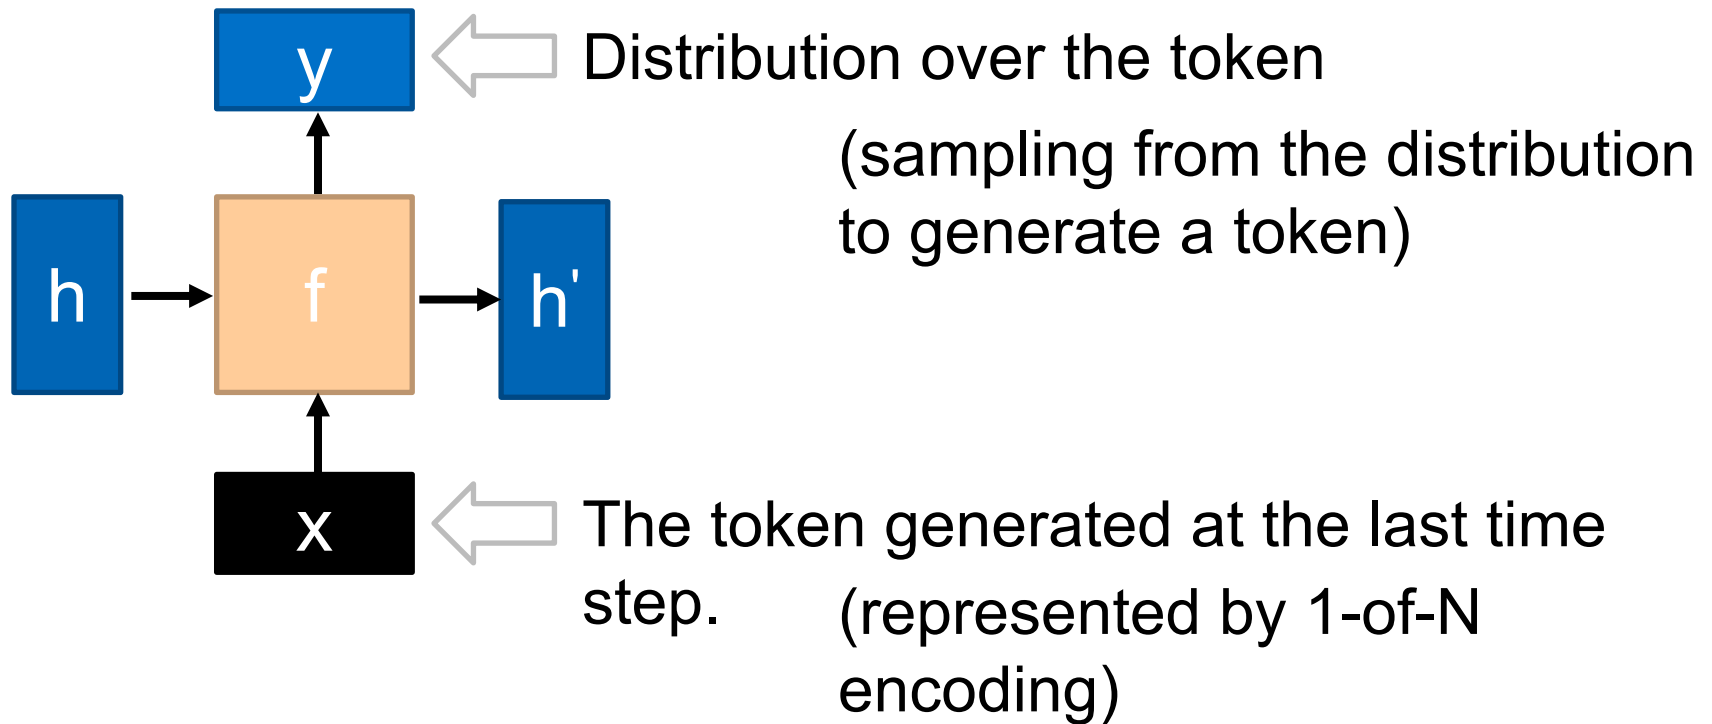 y
Distribution over the token
(sampling from the distribution
to generate a token)
h
f
h'
x
The token generated at the last time
step.
(represented by 1-of-N
encoding)